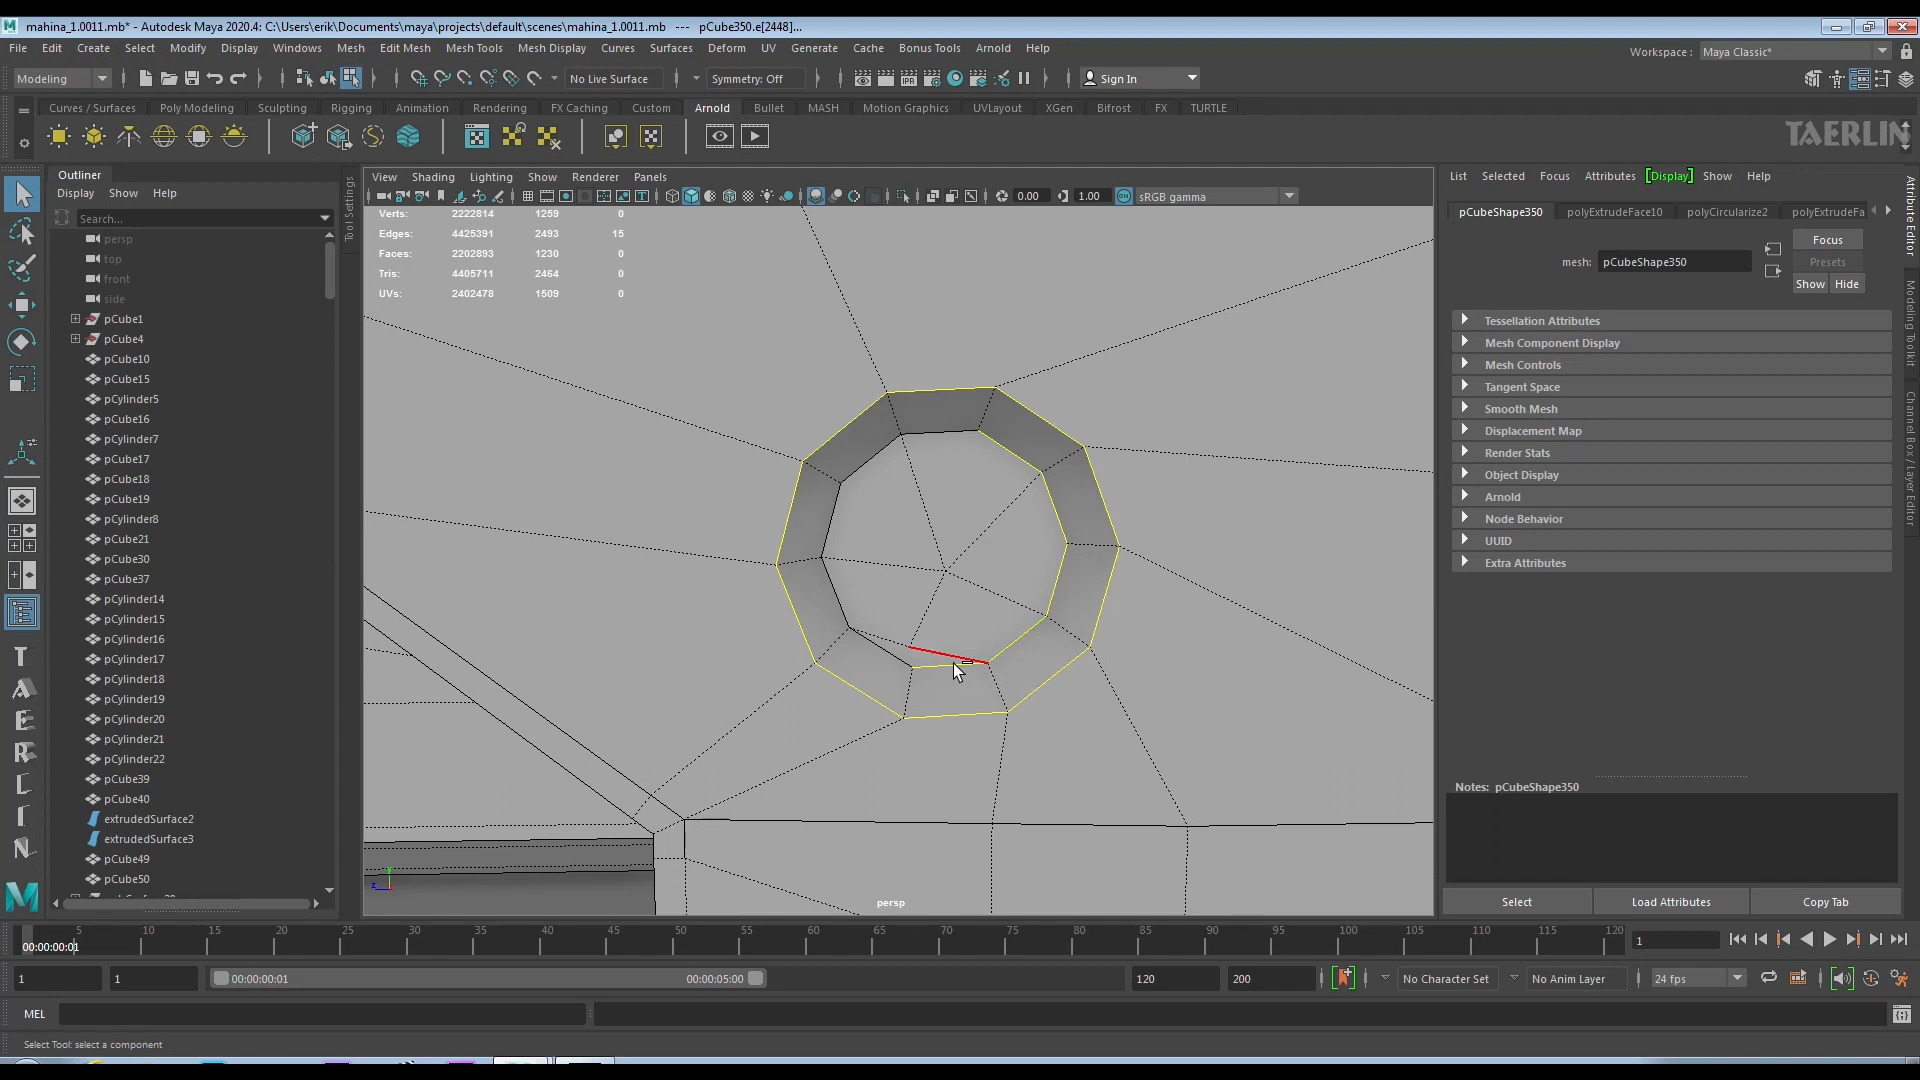 mahina_1.0011.mb* - Autodesk Maya 2020.4: C:\Users\erik\Documents\maya\projects\default\scenes\mahina_1.0011.mb --- pCube350.e[2448]...
File Edit Create Select Modify Display Windows Mesh Edit Mesh Mesh Tools Mesh Display Curves Surfaces Deform UV Generate Cache Bonus Tools Arnold Help
Workspace : Maya Classic*
Modeling No Live Surface Symmetry: Off Sign In
Curves / Surfaces Poly Modeling Sculpting Rigging Animation Rendering FX Caching Custom Arnold Bullet MASH Motion Graphics UVLayout XGen Bifrost FX TURTLE
TAERLIN
Outliner
Display Show Help
Search...
persp
top
front
side
pCube1
pCube4
pCube10
pCube15
pCylinder5
pCube16
pCylinder7
pCube17
pCube18
pCube19
pCylinder8
pCube21
pCube30
pCube37
pCylinder14
pCylinder15
pCylinder16
pCylinder17
pCylinder18
pCylinder19
pCylinder20
pCylinder21
pCylinder22
pCube39
pCube40
extrudedSurface2
extrudedSurface3
pCube49
pCube50
Tool Settings
View Shading Lighting Show Renderer Panels
0.00 1.00 sRGB gamma
Verts: 2222814 1259 0
Edges: 4425391 2493 15
Faces: 2202893 1230 0
Tris: 4405711 2464 0
UVs: 2402478 1509 0
y
z
persp
List Selected Focus Attributes [Display] Show Help
pCubeShape350 polyExtrudeFace10 polyCircularize2 polyExtrudeFa
mesh: pCubeShape350
Focus
Presets
Show Hide
Tessellation Attributes
Mesh Component Display
Mesh Controls
Tangent Space
Smooth Mesh
Displacement Map
Render Stats
Object Display
Arnold
Node Behavior
UUID
Extra Attributes
Notes: pCubeShape350
Select Load Attributes Copy Tab
Attribute Editor
Modeling Toolkit
Channel Box / Layer Editor
5 10 15 20 25 30 35 40 45 50 55 60 65 70 75 80 85 90 95 100 105 110 115 120
00:00:00:01
1
1 1 00:00:00:01 00:00:05:00 120 200 No Character Set No Anim Layer 24 fps
MEL
Select Tool: select a component